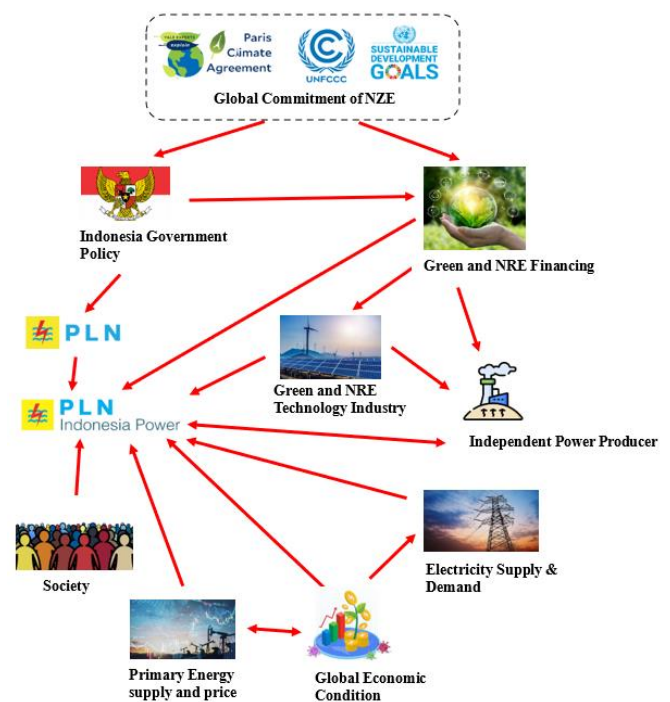 Paris
Climate
Agreement
UNFCCC
SUSTAINABLE
DEVELOPMENT
GOALS
Global Commitment of NZE
Indonesia Government
Policy
Green and NRE Financing
PLN
Green and NRE
Technology Industry
PLN
Indonesia Power
Independent Power Producer
Society
Electricity Supply &
Demand
Primary Energy
supply and price
Global Economic
Condition